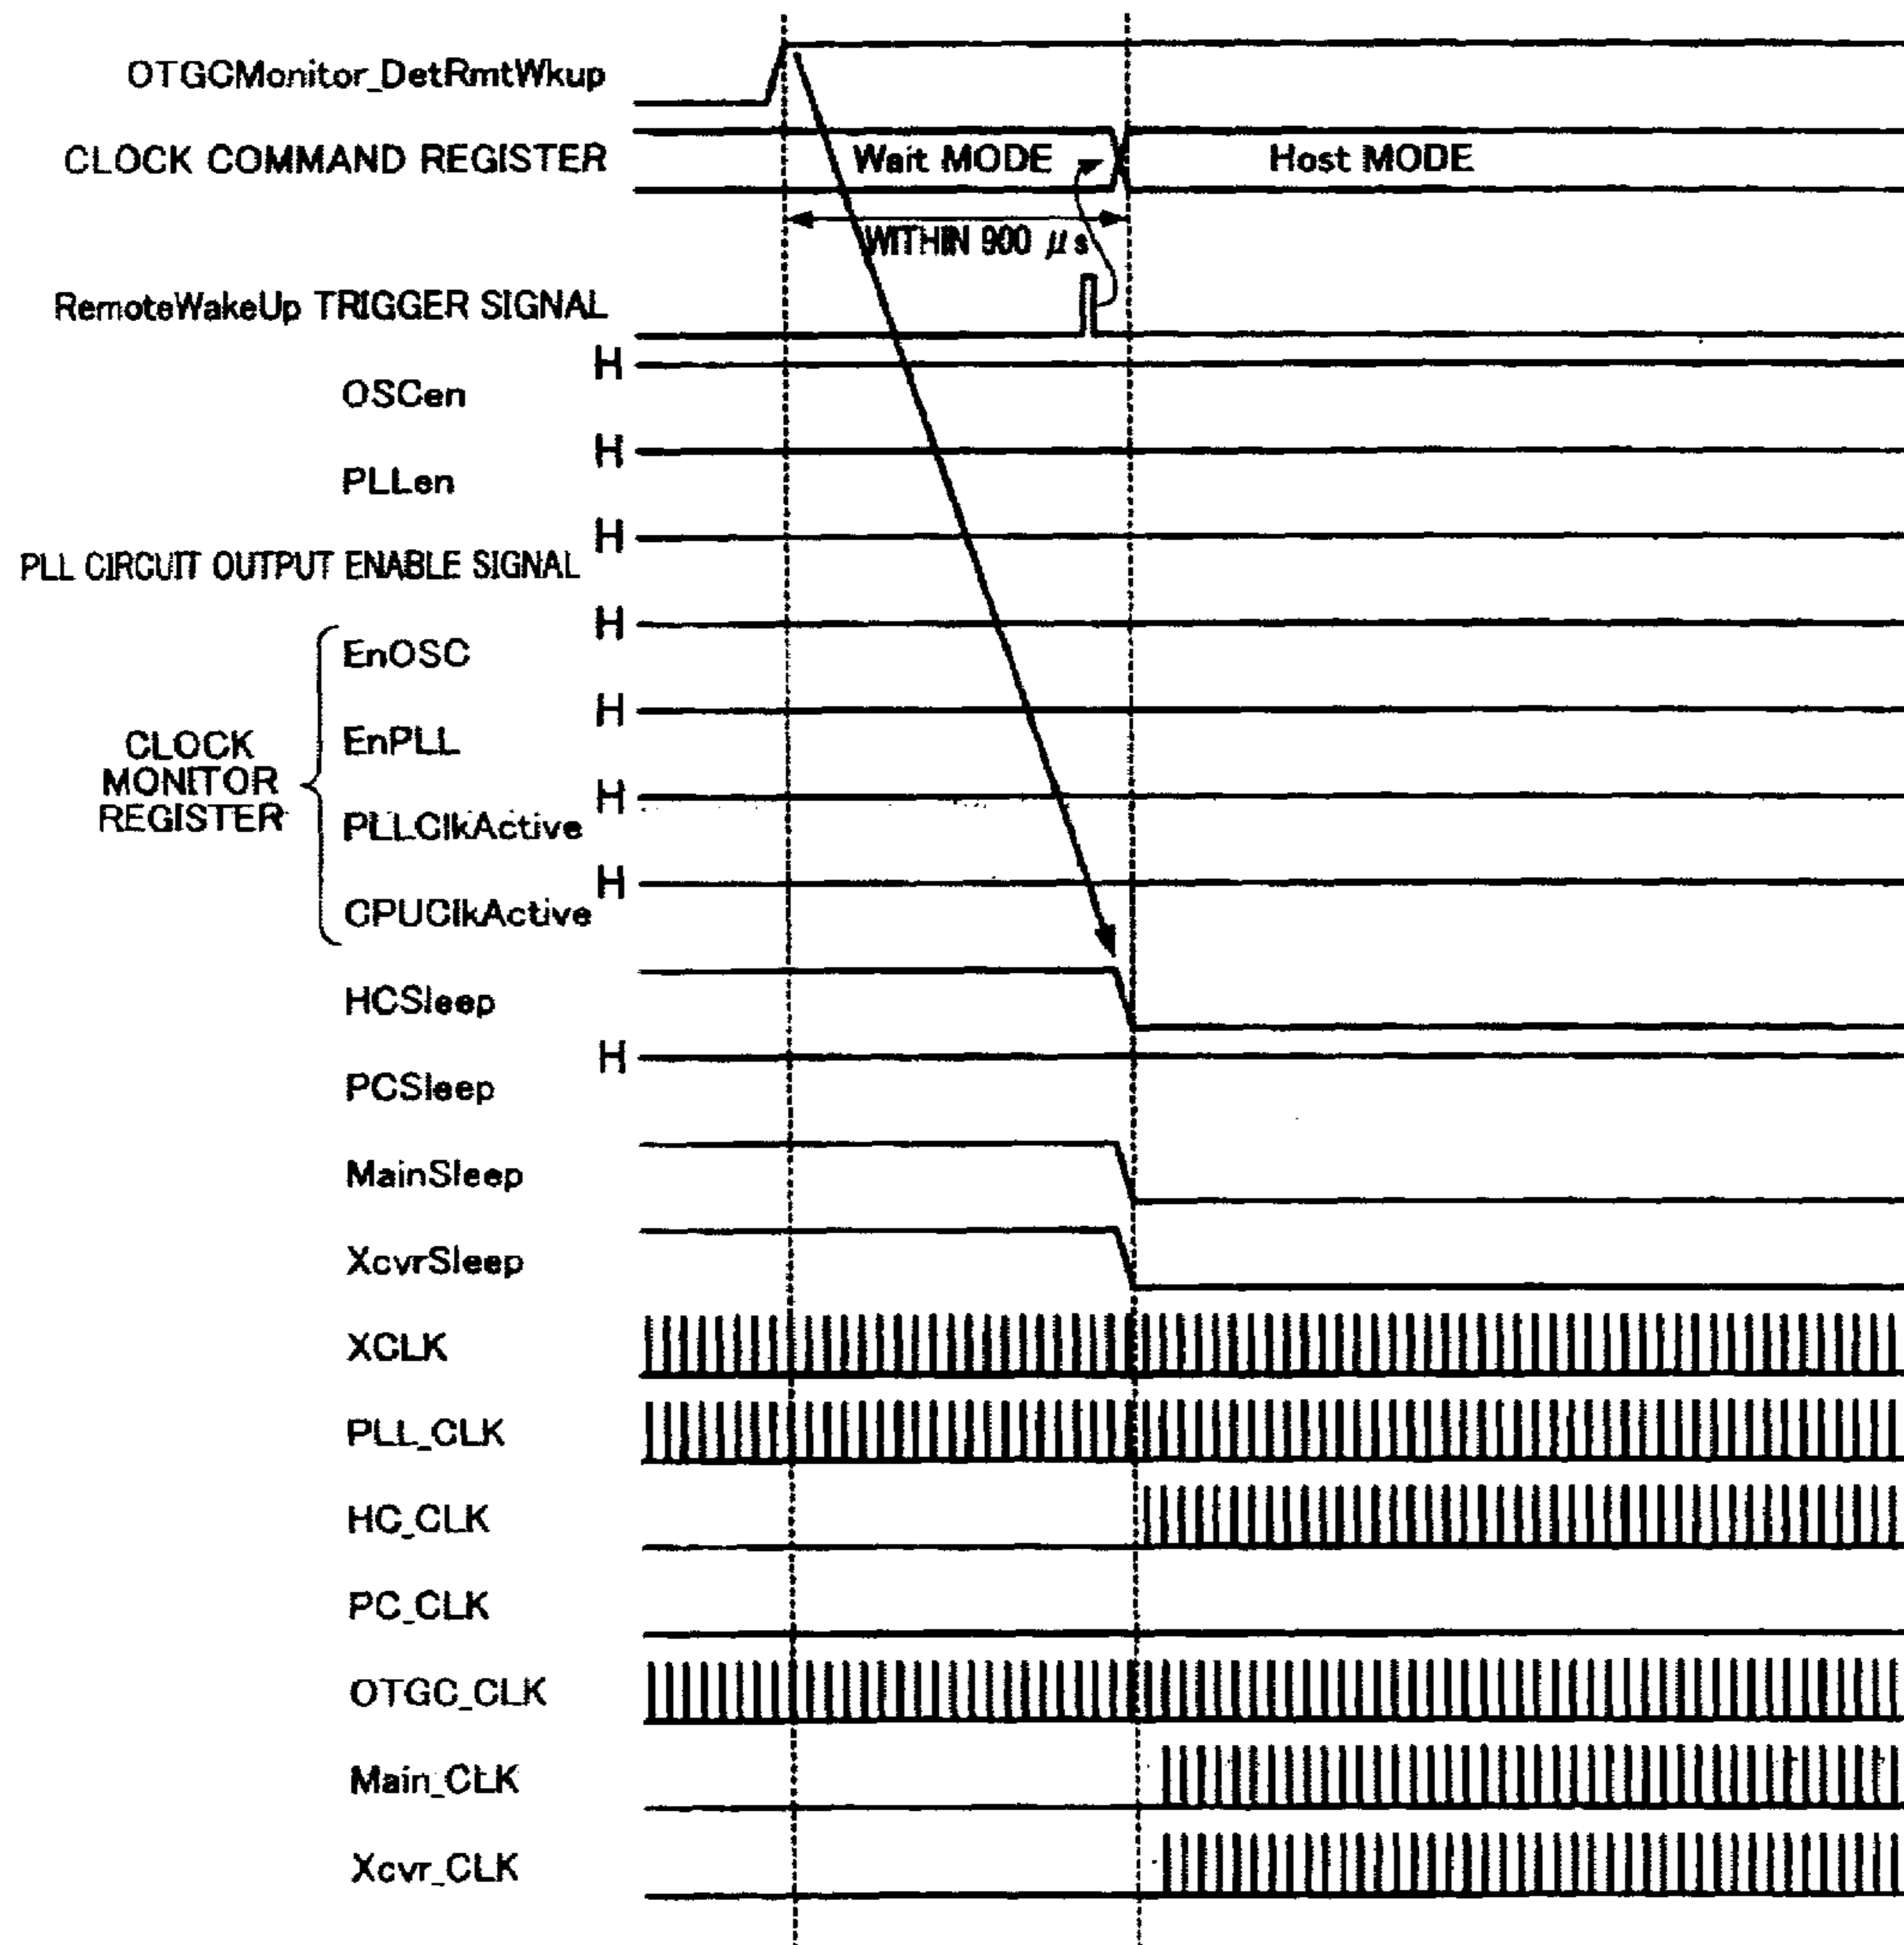 OTGCMonitor_DetRmtWkup
CLOCK COMMAND REGISTER
Wait MODE
Host MODE
WITHIN 900 μs
RemoteWakeUp TRIGGER SIGNAL
H
OSCen
H
PLLen
H
PLL CIRCUIT OUTPUT ENABLE SIGNAL
H
EnOSC
H
EnPLL
CLOCK
MONITOR
REGISTER
H
PLLClkActive
H
CPUClkActive
HCSleep
H
PCSleep
MainSleep
XcvrSleep
XCLK
PLL_CLK
HC_CLK
PC_CLK
OTGC_CLK
Main_CLK
Xcvr_CLK